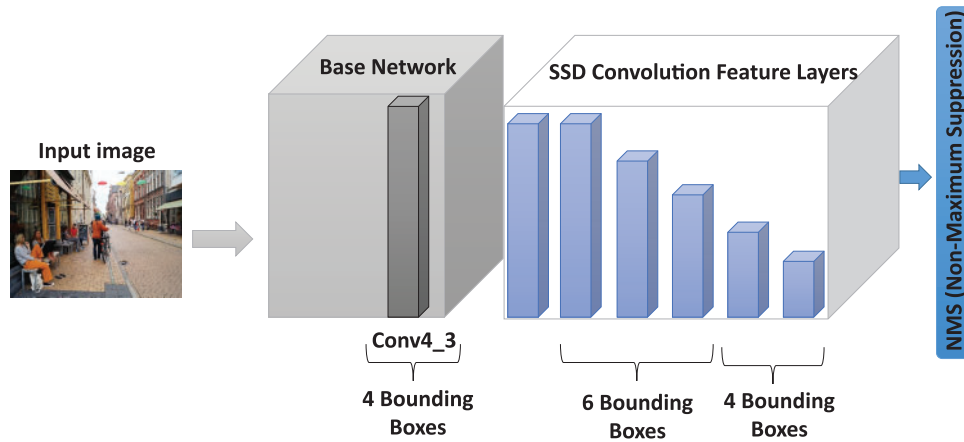 Input image
Base Network
Conv4_3
4 Bounding
Boxes
SSD Convolution Feature Layers
6 Bounding
Boxes
4 Bounding
Boxes
NMS (Non-Maximum Suppression)